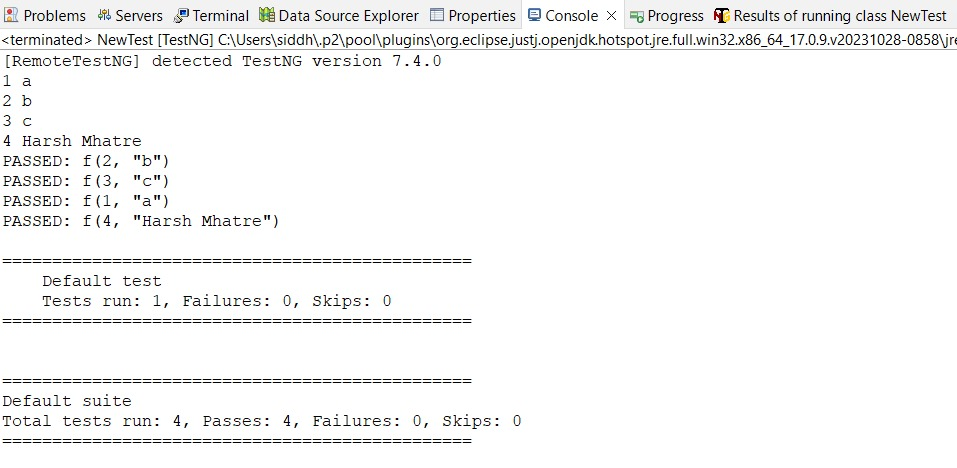 Problems Servers Terminal Data Source Explorer Properties Console Progress Results of running class NewTest
<terminated> NewTest [TestNG] C:\Users\siddh\.p2\pool\plugins\org.eclipse.justj.openjdk.hotspot.jre.full.win32.x86_64_17.0.9.v20231028-0858\jre
[RemoteTestNG] detected TestNG version 7.4.0
1 a
2 b
3 c
4 Harsh Mhatre
PASSED: f(2, "b")
PASSED: f(3, "c")
PASSED: f(1, "a")
PASSED: f(4, "Harsh Mhatre")
===============================================
Default test
Tests run: 1, Failures: 0, Skips: 0
===============================================
===============================================
Default suite
Total tests run: 4, Passes: 4, Failures: 0, Skips: 0
===============================================